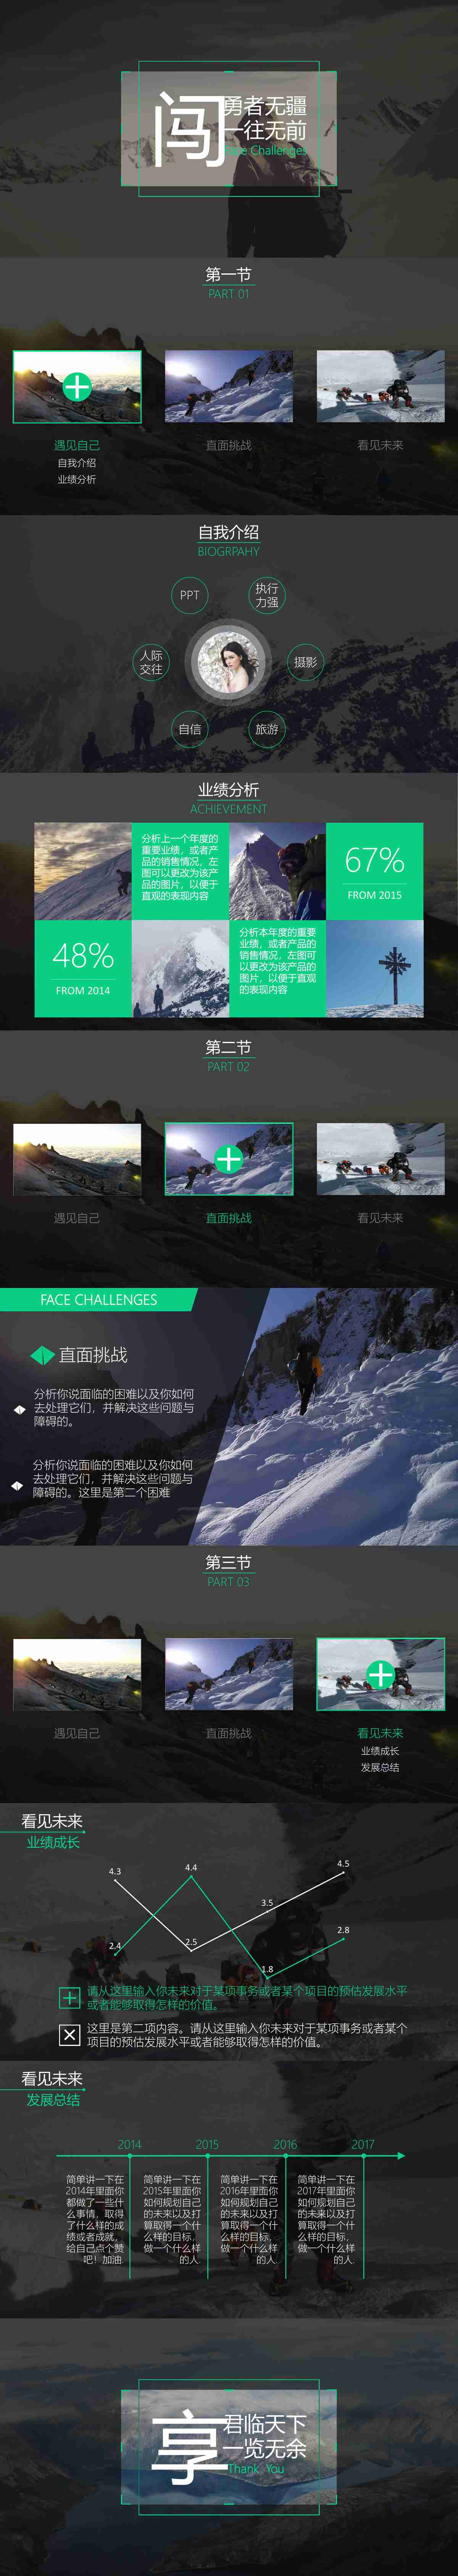 闯
勇者无疆
一往无前
Face Challenges
第一节
PART 01
遇见自己
直面挑战
看见未来
自我介绍
业绩分析
自我介绍
BIOGRPAHY
PPT
执行
力强
人际
交往
摄影
自信
旅游
业绩分析
ACHIEVEMENT
分析上一个年度的
重要业绩，或者产
品的销售情况，左
图可以更改为该产
品的图片，以便于
直观的表现内容
67%
FROM 2015
48%
FROM 2014
分析本年度的重要
业绩，或者产品的
销售情况，左图可
以更改为该产品的
图片，以便于直观
的表现内容
第二节
PART 02
遇见自己
直面挑战
看见未来
FACE CHALLENGES
直面挑战
分析你说面临的困难以及你如何
去处理它们，并解决这些问题与
障碍的。
分析你说面临的困难以及你如何
去处理它们，并解决这些问题与
障碍的。这里是第二个困难
第三节
PART 03
遇见自己
直面挑战
看见未来
业绩成长
发展总结
看见未来
业绩成长
4.3
4.4
4.5
3.5
2.4
2.5
2.8
1.8
请从这里输入你未来对于某项事务或者某个项目的预估发展水平
或者能够取得怎样的价值。
这里是第二项内容。请从这里输入你未来对于某项事务或者某个
项目的预估发展水平或者能够取得怎样的价值。
看见未来
发展总结
2014
2015
2016
2017
简单讲一下在
2014年里面你
都做了一些什
么事情，取得
了什么样的成
绩或者成就，
给自己点个赞
吧！加油.
简单讲一下在
2015年里面你
如何规划自己
的未来以及打
算取得一个什
么样的目标，
做一个什么样
的人.
简单讲一下在
2016年里面你
如何规划自己
的未来以及打
算取得一个什
么样的目标，
做一个什么样
的人.
简单讲一下在
2017年里面你
如何规划自己
的未来以及打
算取得一个什
么样的目标，
做一个什么样
的人.
享
君临天下
一览无余
Thank You